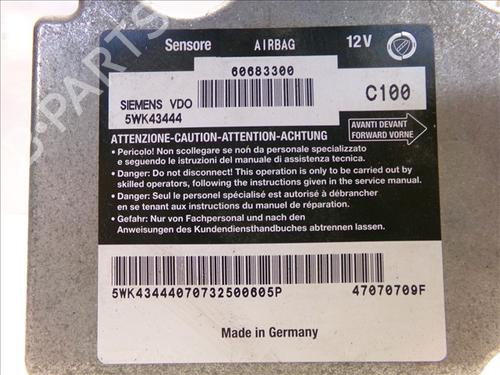 Sensore AIRBAG 12V
60683300
SIEMENS VDO
5WK43444
C100
AVANTI DEVANT
FORWARD VORNE
ATTENZIONE-CAUTION-ATTENTION-ACHTUNG
• Pericolo! Non scollegare se non da personale specializzato
e seguendo le istruzioni del manuale di assistenza tecnica.
• Danger: Do not disconnect! This operation is only to be carried out by
skilled operators, following the instructions given in the service manual.
• Danger: Seul le personel spécialisé est autorisé à débrancher
en se tenant aux instructions du manuel de réparation.
• Gefahr: Nur von Fachpersonal und nach den
Anweisungen des Kundendiensthandbuches abtrennen lassen.
5WK43444070732500605P 47070709F
Made in Germany